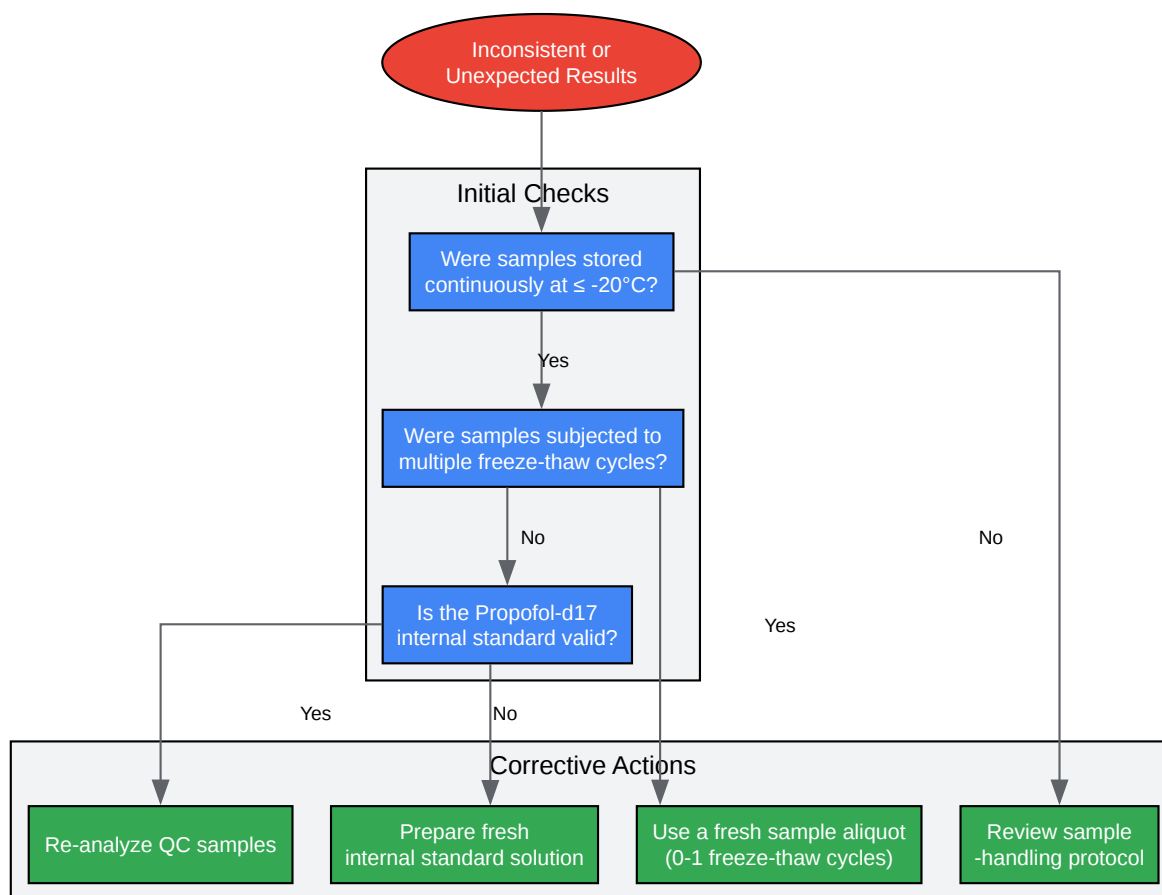 Inconsistent or
Unexpected Results
Initial Checks
Were samples stored
continuously at ≤ -20°C?
Yes
Were samples subjected to
multiple freeze-thaw cycles?
No
No
Is the Propofol-d17
internal standard valid?
Yes
Yes
No
Corrective Actions
Re-analyze QC samples
Prepare fresh
internal standard solution
Use a fresh sample aliquot
(0-1 freeze-thaw cycles)
Review sample
-handling protocol